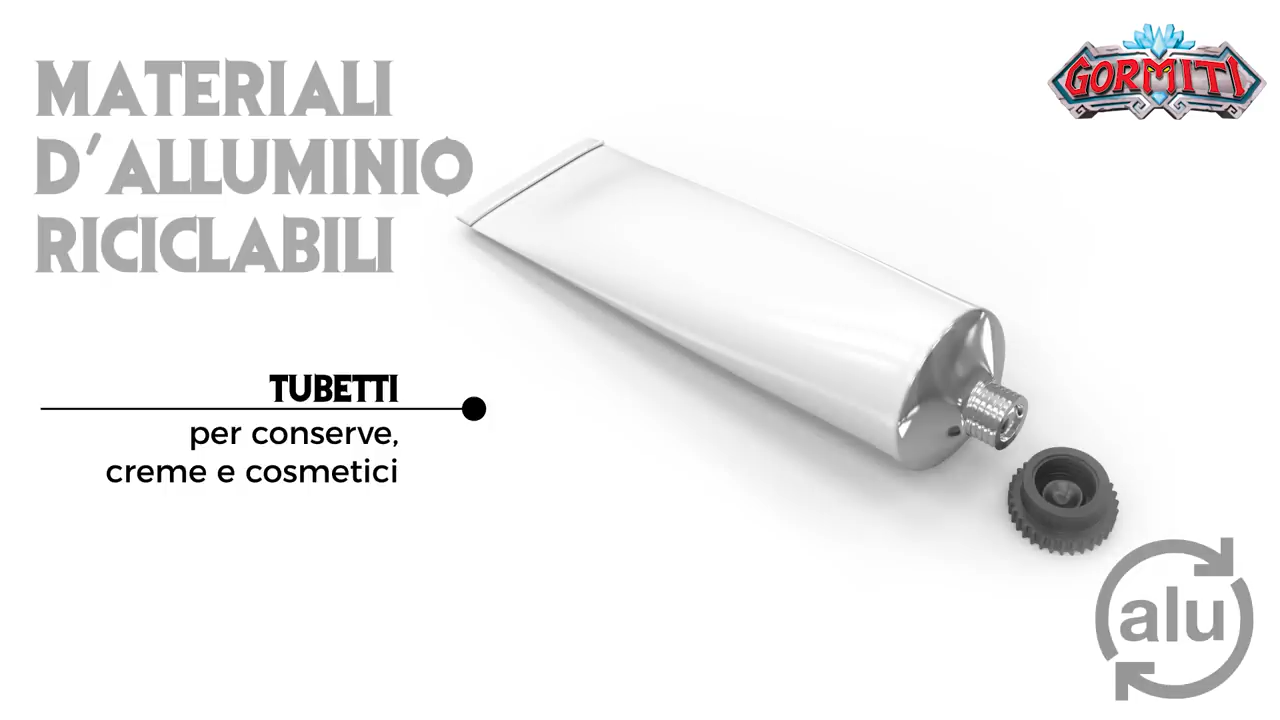 MATERIALI
D'ALLUMINIO
RICICLABILI
GORMITI
TUBETTI
per conserve,
creme e cosmetici
alu